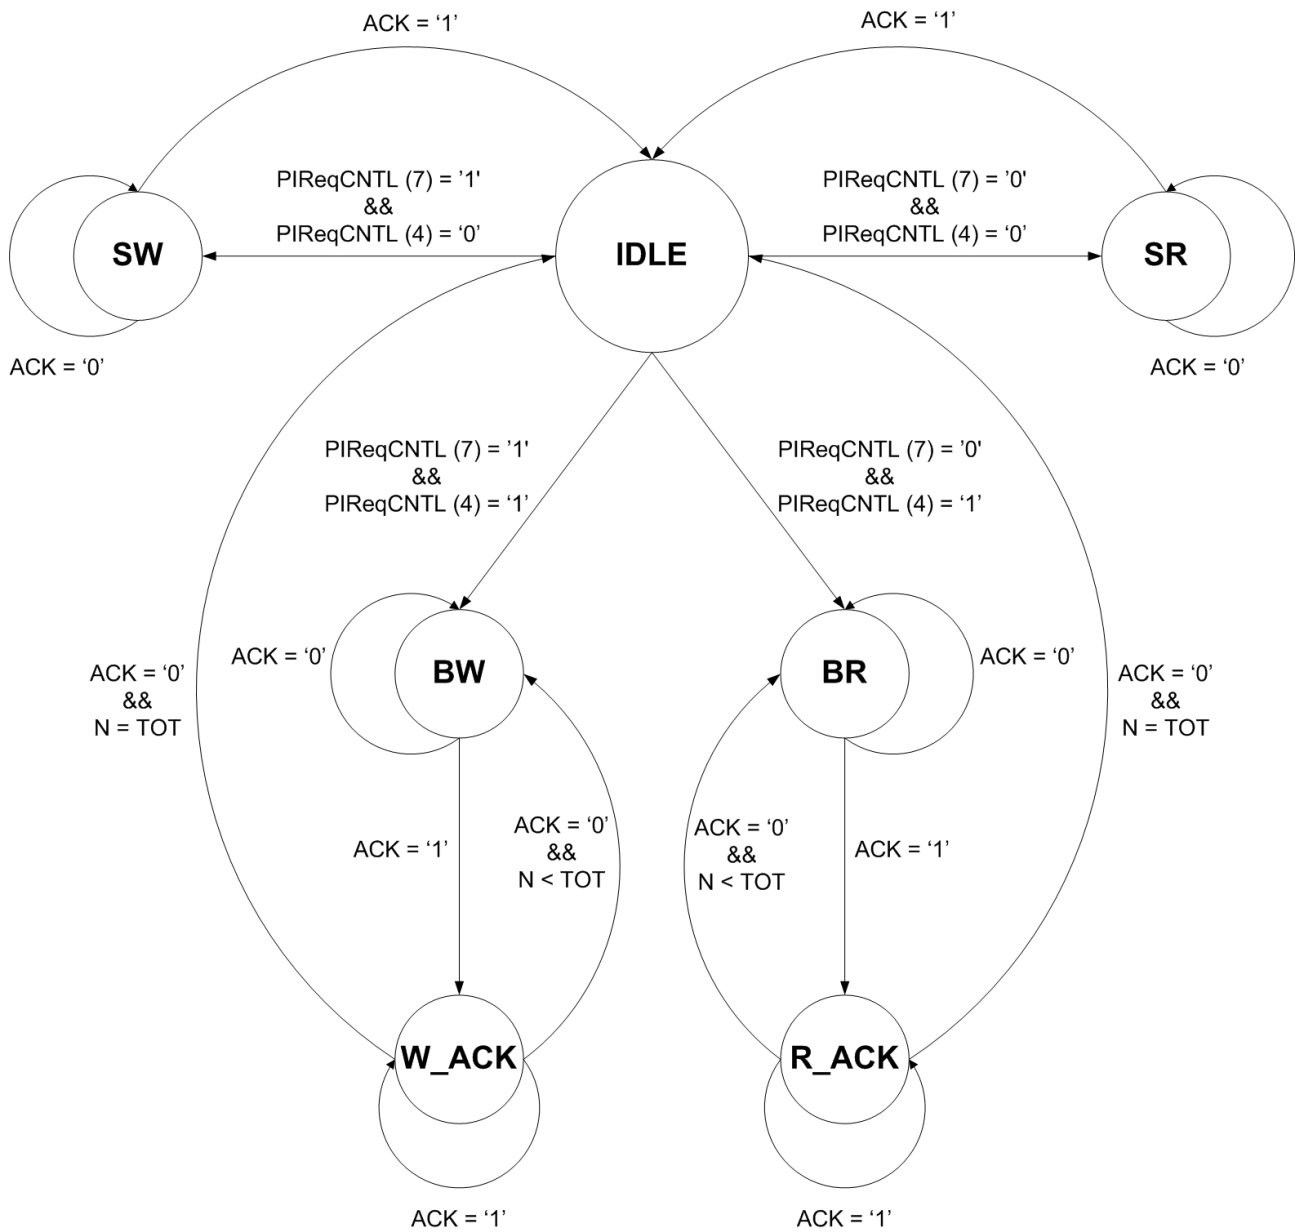 ACK = ‘1’
ACK = ‘1’
PIReqCNTL (7) = ’1'
&&
PIReqCNTL (4) = ‘0’
PIReqCNTL (7) = ’0'
&&
PIReqCNTL (4) = ‘0’
SW
IDLE
SR
ACK = ‘0’
ACK = ‘0’
PIReqCNTL (7) = ’1'
&&
PIReqCNTL (4) = ‘1’
PIReqCNTL (7) = ’0'
&&
PIReqCNTL (4) = ‘1’
ACK = ‘0’
&&
N = TOT
ACK = ‘0’
BW
BR
ACK = ‘0’
ACK = ‘0’
&&
N = TOT
ACK = ‘1’
ACK = ‘0’
&&
N < TOT
ACK = ‘0’
&&
N < TOT
ACK = ‘1’
W_ACK
R_ACK
ACK = ‘1’
ACK = ‘1’